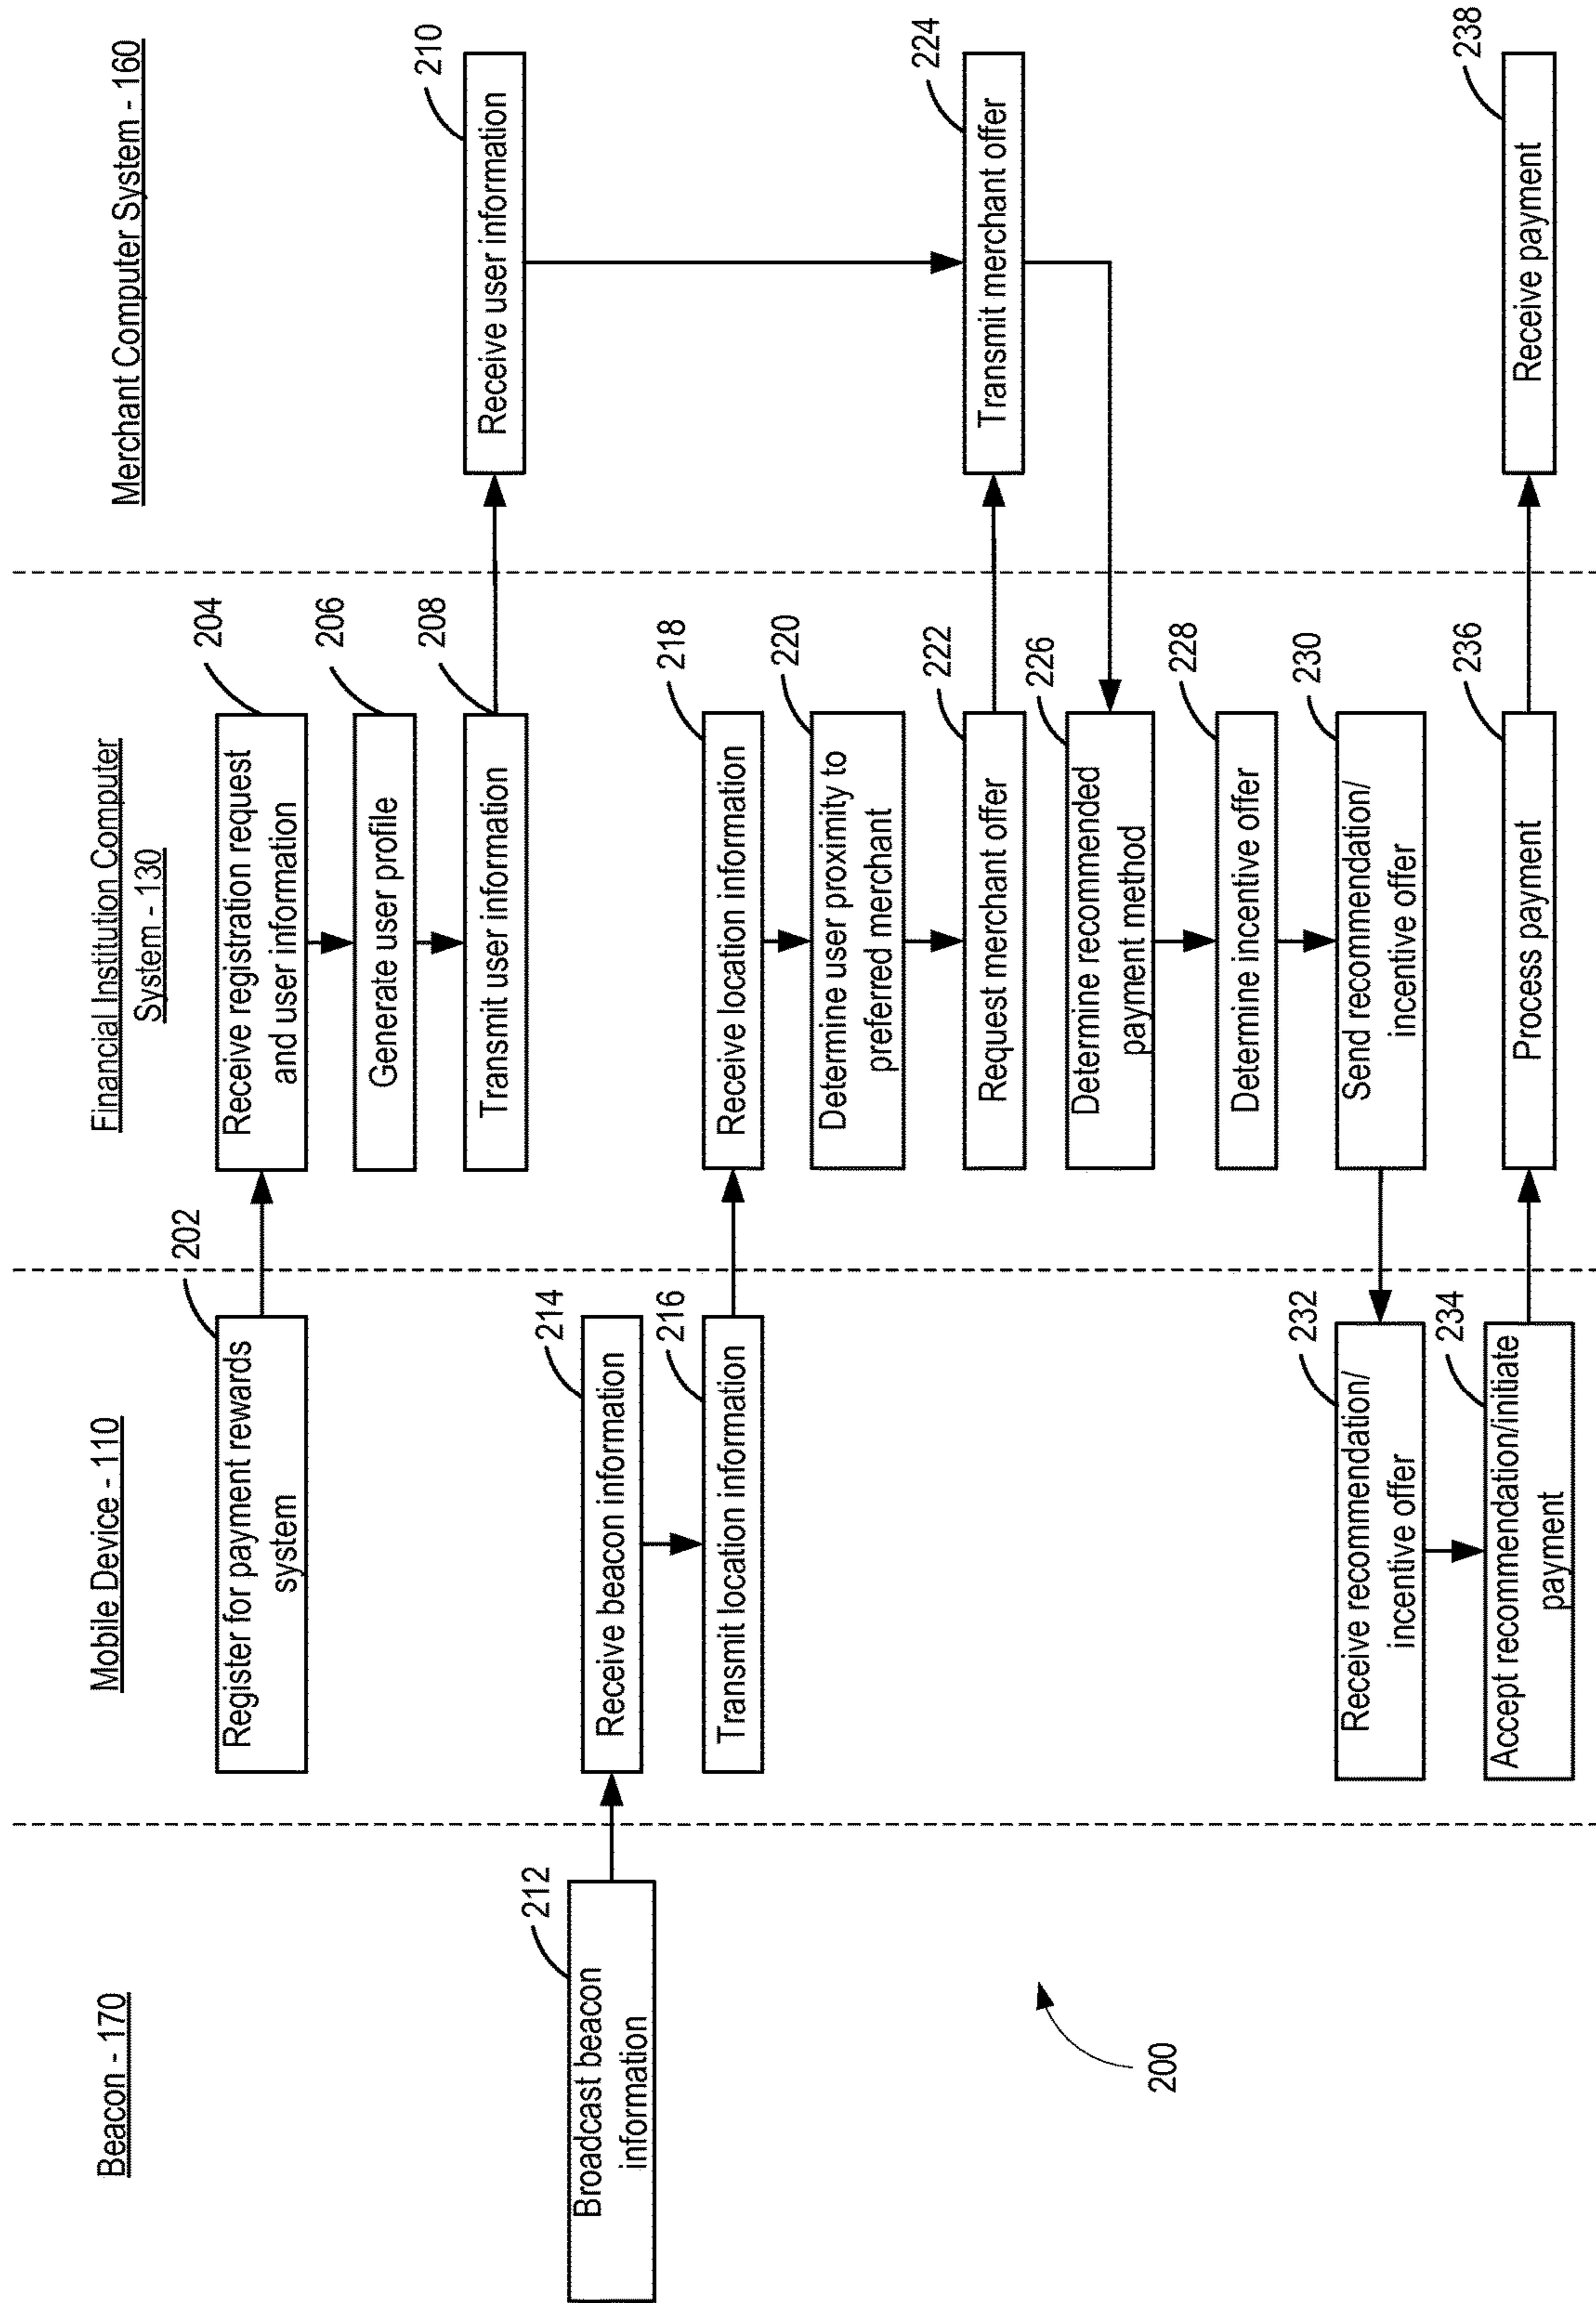 Beacon - 170
Mobile Device - 110
Financial Institution Computer
System - 130
Merchant Computer System - 160
202
Register for payment rewards
system
204
Receive registration request
and user information
206
Generate user profile
208
Transmit user information
210
Receive user information
212
Broadcast beacon
information
214
Receive beacon information
216
Transmit location information
218
Receive location information
220
Determine user proximity to
preferred merchant
222
Request merchant offer
224
Transmit merchant offer
226
Determine recommended
payment method
228
Determine incentive offer
230
Send recommendation/
incentive offer
232
Receive recommendation/
incentive offer
234
Accept recommendation/initiate
payment
236
Process payment
238
Receive payment
200